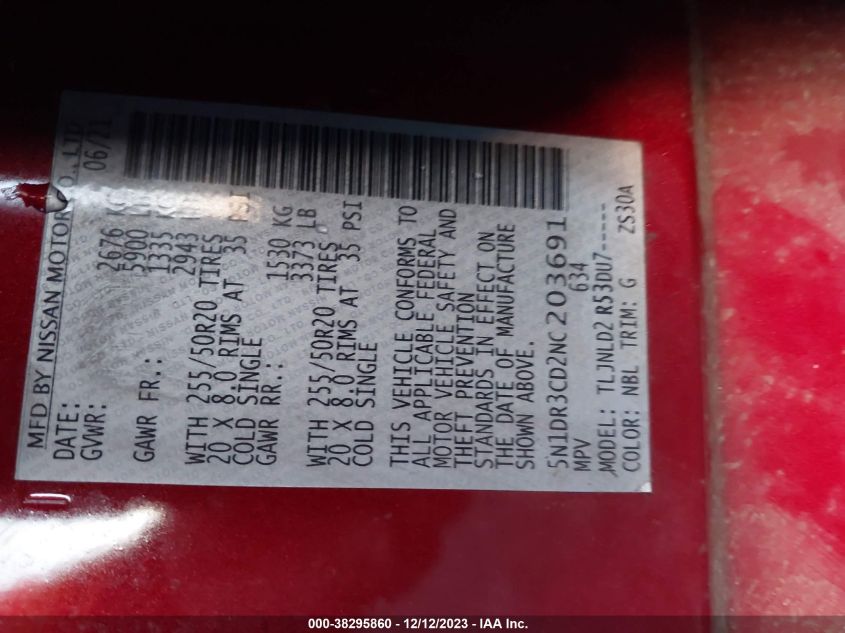 MFD BY NISSAN MOTOR CO., LTD
DATE: 06/21
GVWR: 2676 KG
5900
GAWR FR.: 1335
2943
WITH 255/50R20 TIRES
20 X 8.0 RIMS AT 35 PSI
COLD SINGLE
GAWR RR.: 1530 KG
3373 LB
WITH 255/50R20 TIRES
20 X 8.0 RIMS AT 35 PSI
COLD SINGLE
THIS VEHICLE CONFORMS TO
ALL APPLICABLE FEDERAL
MOTOR VEHICLE SAFETY AND
THEFT PREVENTION
STANDARDS IN EFFECT ON
THE DATE OF MANUFACTURE
SHOWN ABOVE.
5N1DR3CD2NC203691
MPV 634
MODEL: TLJNLD2 R53DU7-----
COLOR: NBL TRIM: G ZS30A
000-38295860 - 12/12/2023 - IAA Inc.